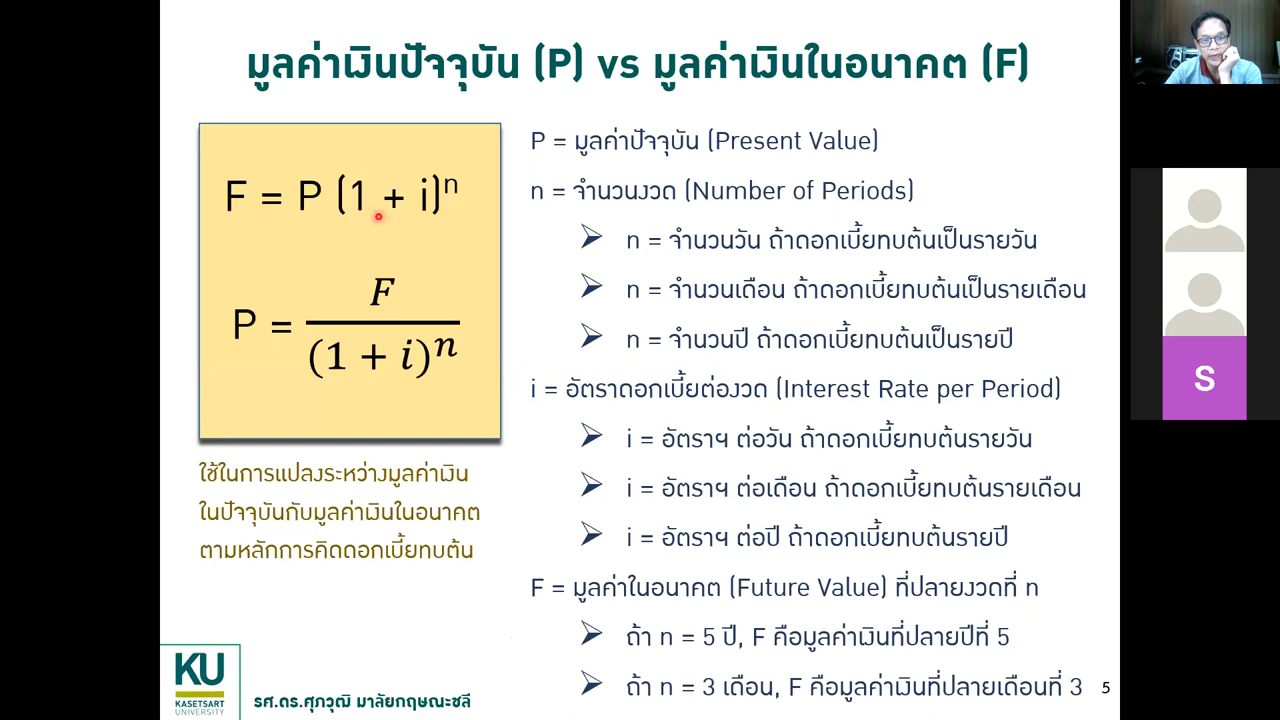 มูลค่าเงินปัจจุบัน (P) vs มูลค่าเงินในอนาคต (F)
F = P (1 + i)ⁿ
P = F / (1 + i)ⁿ
ใช้ในการแปลงระหว่างมูลค่าเงิน
ในปัจจุบันกับมูลค่าเงินในอนาคต
ตามหลักการคิดดอกเบี้ยทบต้น
P = มูลค่าปัจจุบัน (Present Value)
n = จำนวนงวด (Number of Periods)
➢ n = จำนวนวัน ถ้าดอกเบี้ยทบต้นเป็นรายวัน
➢ n = จำนวนเดือน ถ้าดอกเบี้ยทบต้นเป็นรายเดือน
➢ n = จำนวนปี ถ้าดอกเบี้ยทบต้นเป็นรายปี
i = อัตราดอกเบี้ยต่องวด (Interest Rate per Period)
➢ i = อัตราฯ ต่อวัน ถ้าดอกเบี้ยทบต้นรายวัน
➢ i = อัตราฯ ต่อเดือน ถ้าดอกเบี้ยทบต้นรายเดือน
➢ i = อัตราฯ ต่อปี ถ้าดอกเบี้ยทบต้นรายปี
F = มูลค่าในอนาคต (Future Value) ที่ปลายงวดที่ n
➢ ถ้า n = 5 ปี, F คือมูลค่าเงินที่ปลายปีที่ 5
➢ ถ้า n = 3 เดือน, F คือมูลค่าเงินที่ปลายเดือนที่ 3
5
KU
KASETSART
UNIVERSITY
รศ.ดร.ศุภวุฒิ มาลัยกฤษณะชลี
S